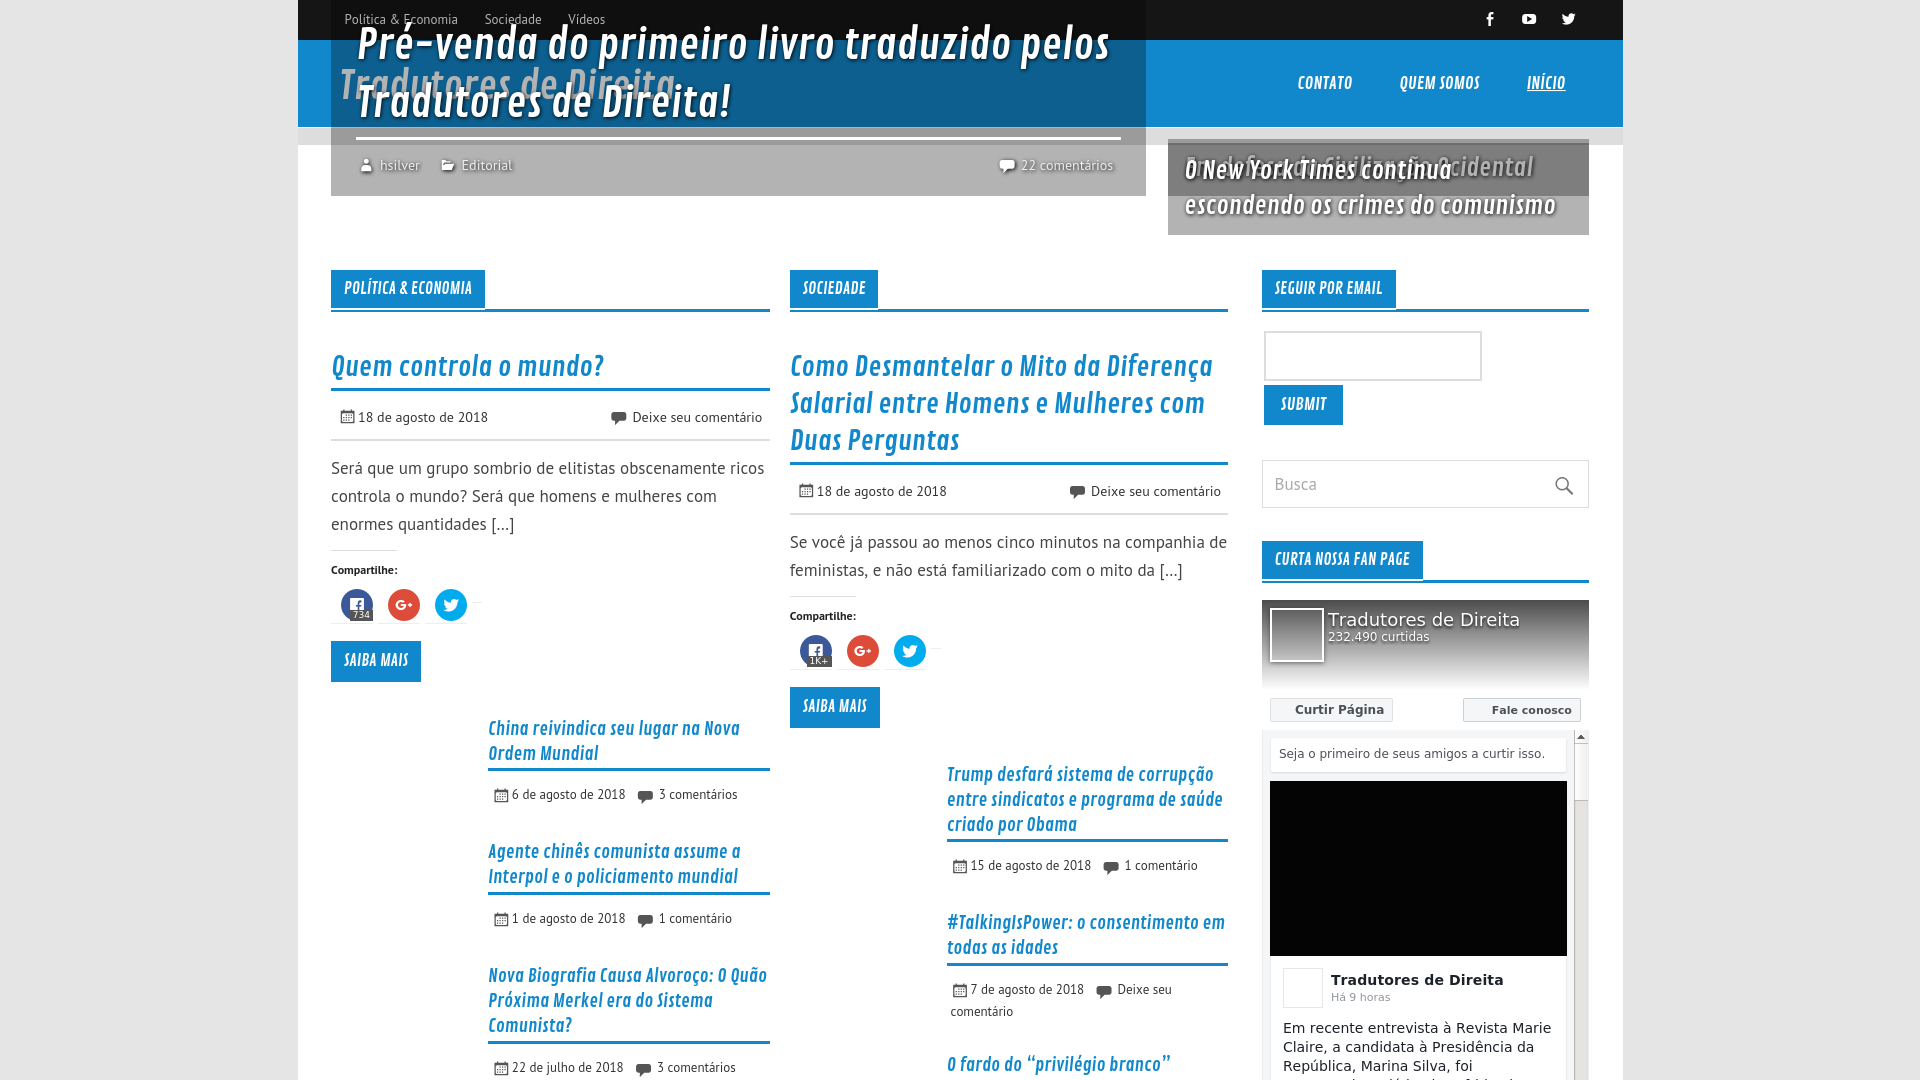 Política & Economia Sociedade Vídeos
Pré-venda do primeiro livro traduzido pelos
Tradutores de Direita!
Tradutores de Direita
CONTATO QUEM SOMOS INÍCIO
hsilver Editorial 22 comentários
O New York Times continua
escondendo os crimes do comunismo
POLÍTICA & ECONOMIA
Quem controla o mundo?
18 de agosto de 2018 Deixe seu comentário
Será que um grupo sombrio de elitistas obscenamente ricos
controla o mundo? Será que homens e mulheres com
enormes quantidades [...]
Compartilhe:
734
SAIBA MAIS
China reivindica seu lugar na Nova
Ordem Mundial
6 de agosto de 2018 3 comentários
Agente chinês comunista assume a
Interpol e o policiamento mundial
1 de agosto de 2018 1 comentário
Nova Biografia Causa Alvoroço: O Quão
Próxima Merkel era do Sistema
Comunista?
22 de julho de 2018 3 comentários
SOCIEDADE
Como Desmantelar o Mito da Diferença
Salarial entre Homens e Mulheres com
Duas Perguntas
18 de agosto de 2018 Deixe seu comentário
Se você já passou ao menos cinco minutos na companhia de
feministas, e não está familiarizado com o mito da [...]
Compartilhe:
1K+
SAIBA MAIS
Trump desfará sistema de corrupção
entre sindicatos e programa de saúde
criado por Obama
15 de agosto de 2018 1 comentário
#TalkingIsPower: o consentimento em
todas as idades
7 de agosto de 2018 Deixe seu
comentário
O fardo do “privilégio branco”
SEGUIR POR EMAIL
SUBMIT
Busca
CURTA NOSSA FAN PAGE
Tradutores de Direita
232.490 curtidas
Curtir Página Fale conosco
Seja o primeiro de seus amigos a curtir isso.
Tradutores de Direita
Há 9 horas
Em recente entrevista à Revista Marie
Claire, a candidata à Presidência da
República, Marina Silva, foi